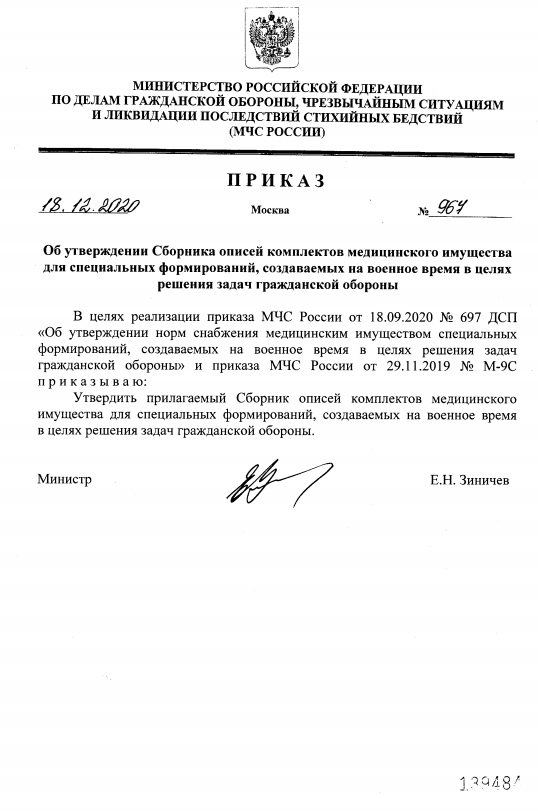 МИНИСТЕРСТВО РОССИЙСКОЙ ФЕДЕРАЦИИ
ПО ДЕЛАМ ГРАЖДАНСКОЙ ОБОРОНЫ, ЧРЕЗВЫЧАЙНЫМ СИТУАЦИЯМ
И ЛИКВИДАЦИИ ПОСЛЕДСТВИЙ СТИХИЙНЫХ БЕДСТВИЙ
(МЧС РОССИИ)
ПРИКАЗ
18.12.2020 Москва № 967
Об утверждении Сборника описей комплектов медицинского имущества
для специальных формирований, создаваемых на военное время в целях
решения задач гражданской обороны
В целях реализации приказа МЧС России от 18.09.2020 № 697 ДСП
«Об утверждении норм снабжения медицинским имуществом специальных
формирований, создаваемых на военное время в целях решения задач
гражданской обороны» и приказа МЧС России от 29.11.2019 № М-9С
п р и к а з ы в а ю:
Утвердить прилагаемый Сборник описей комплектов медицинского
имущества для специальных формирований, создаваемых на военное время
в целях решения задач гражданской обороны.
Министр Е.Н. Зиничев